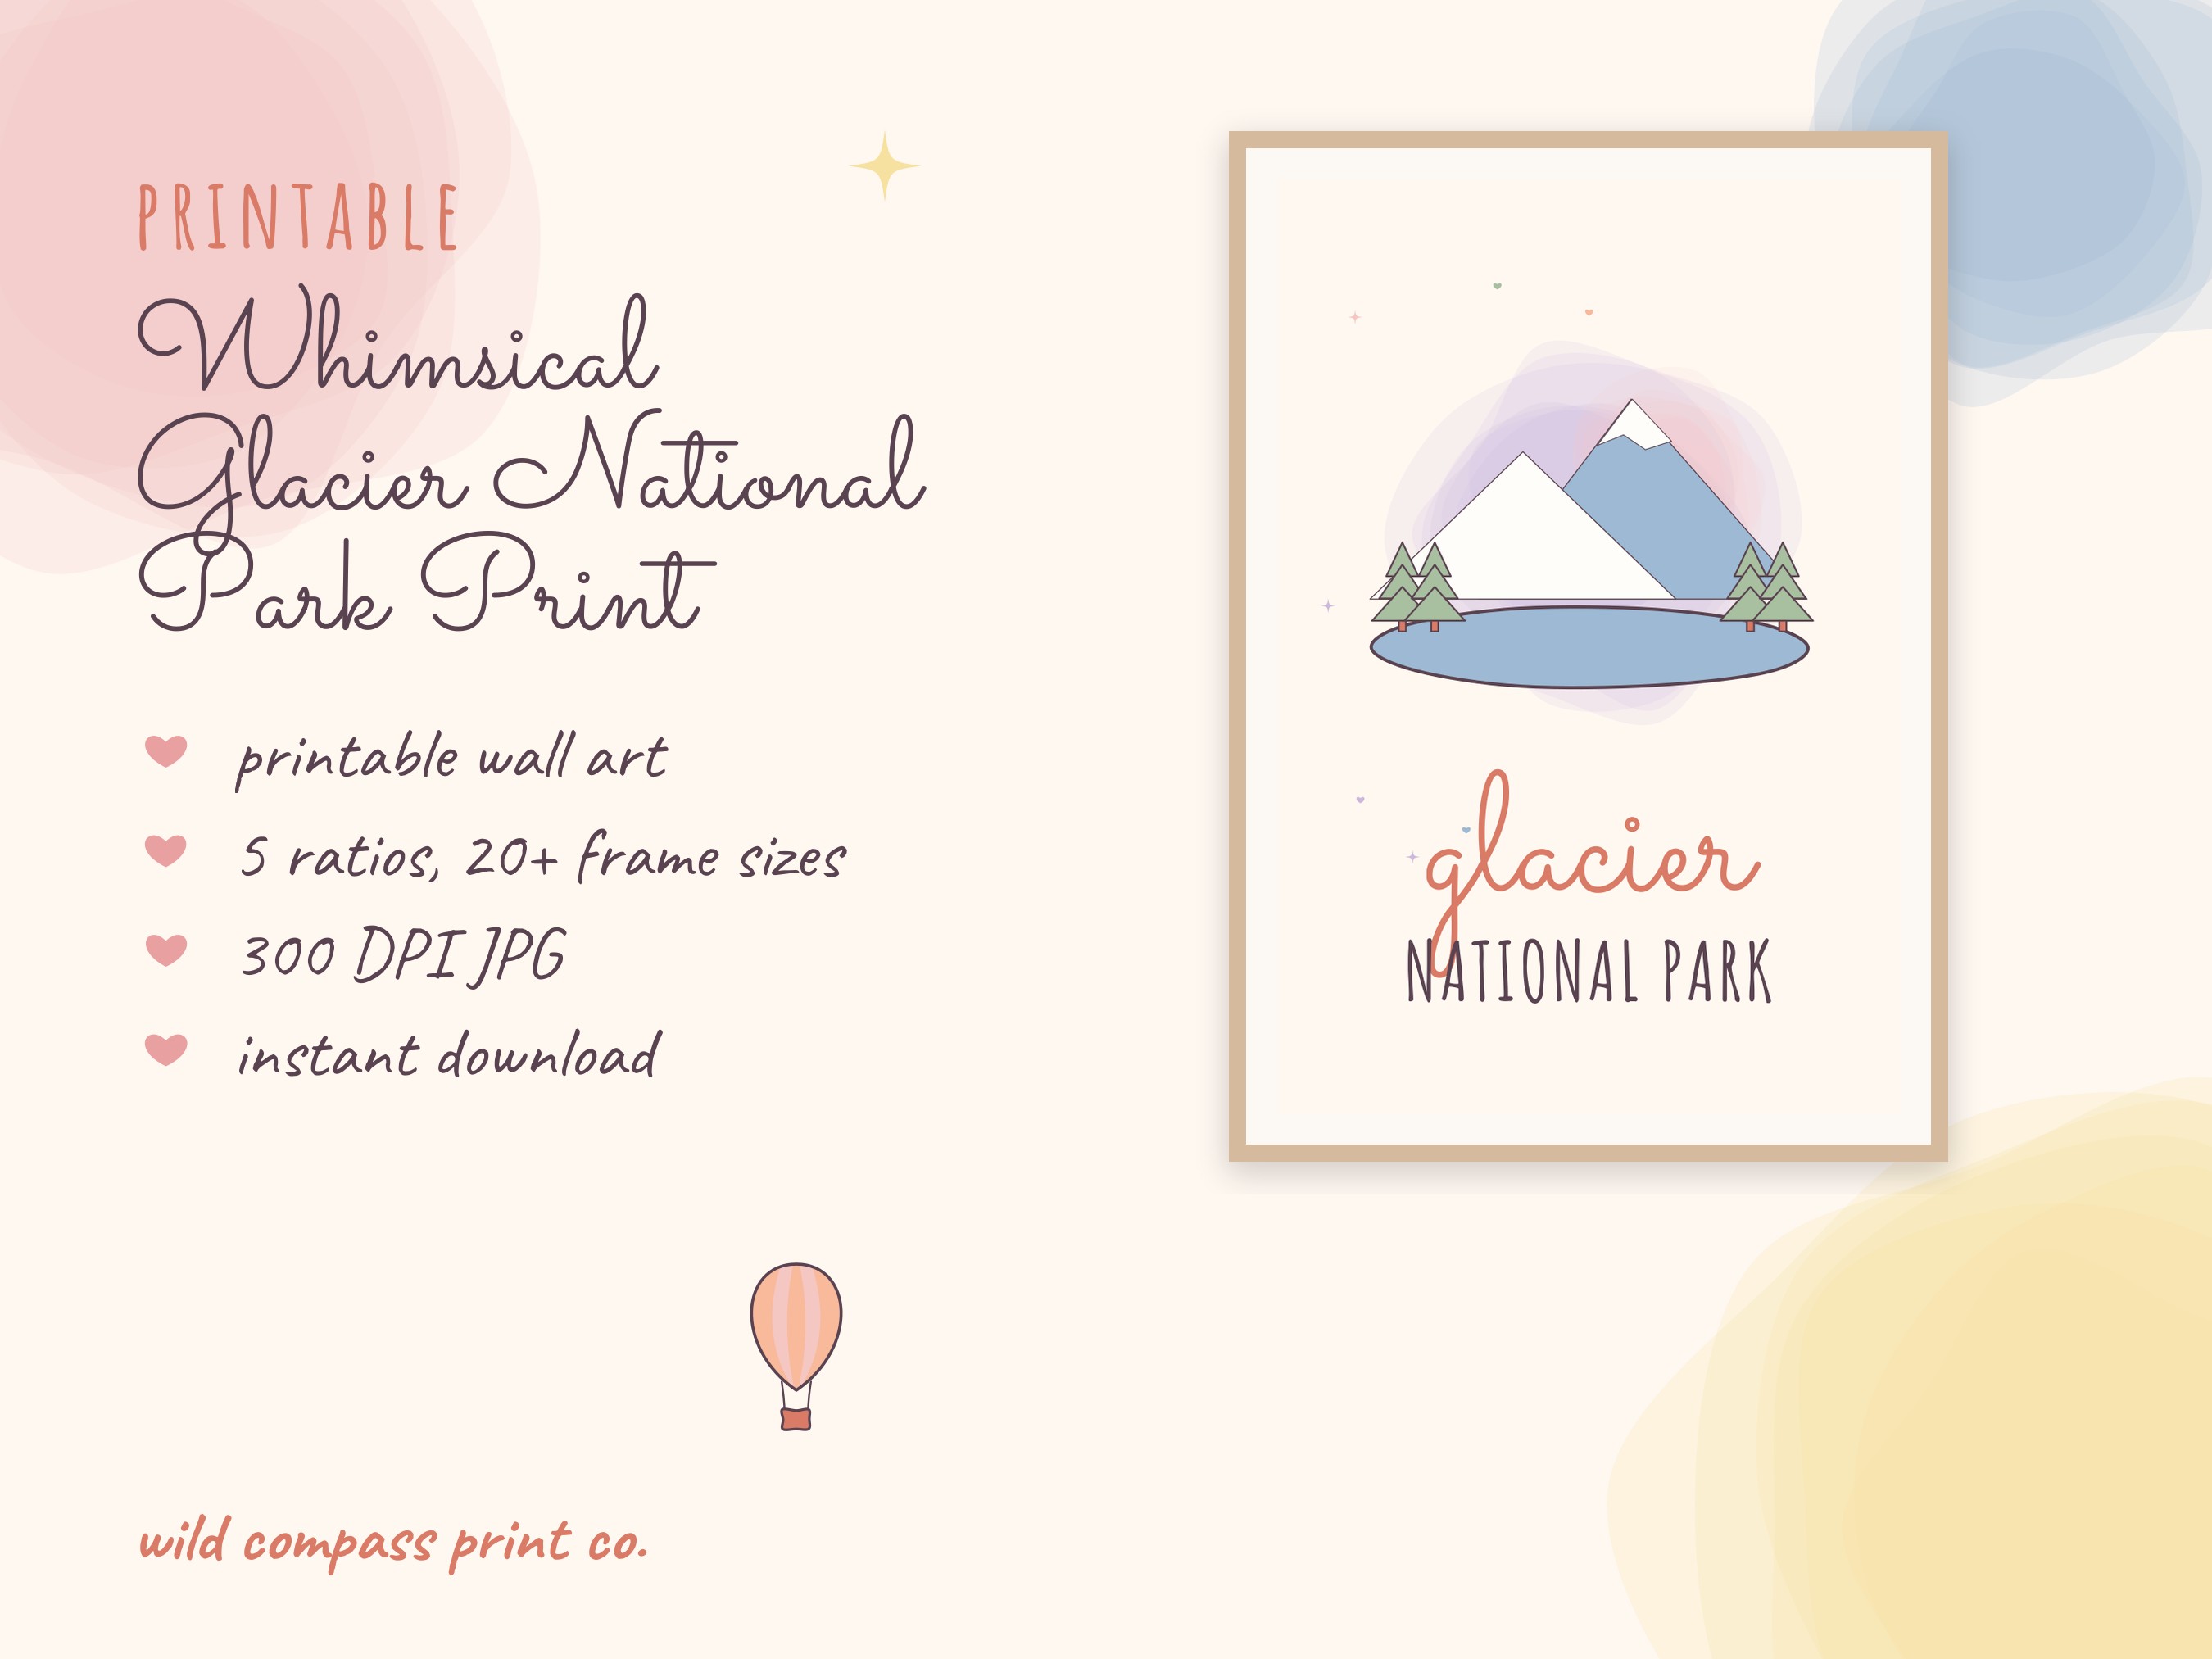 PRINTABLE
Whimsical
Glacier National
Park Print
printable wall art
5 ratios, 20+ frame sizes
300 DPI JPG
instant download
wild compass print co.
glacier
NATIONAL PARK